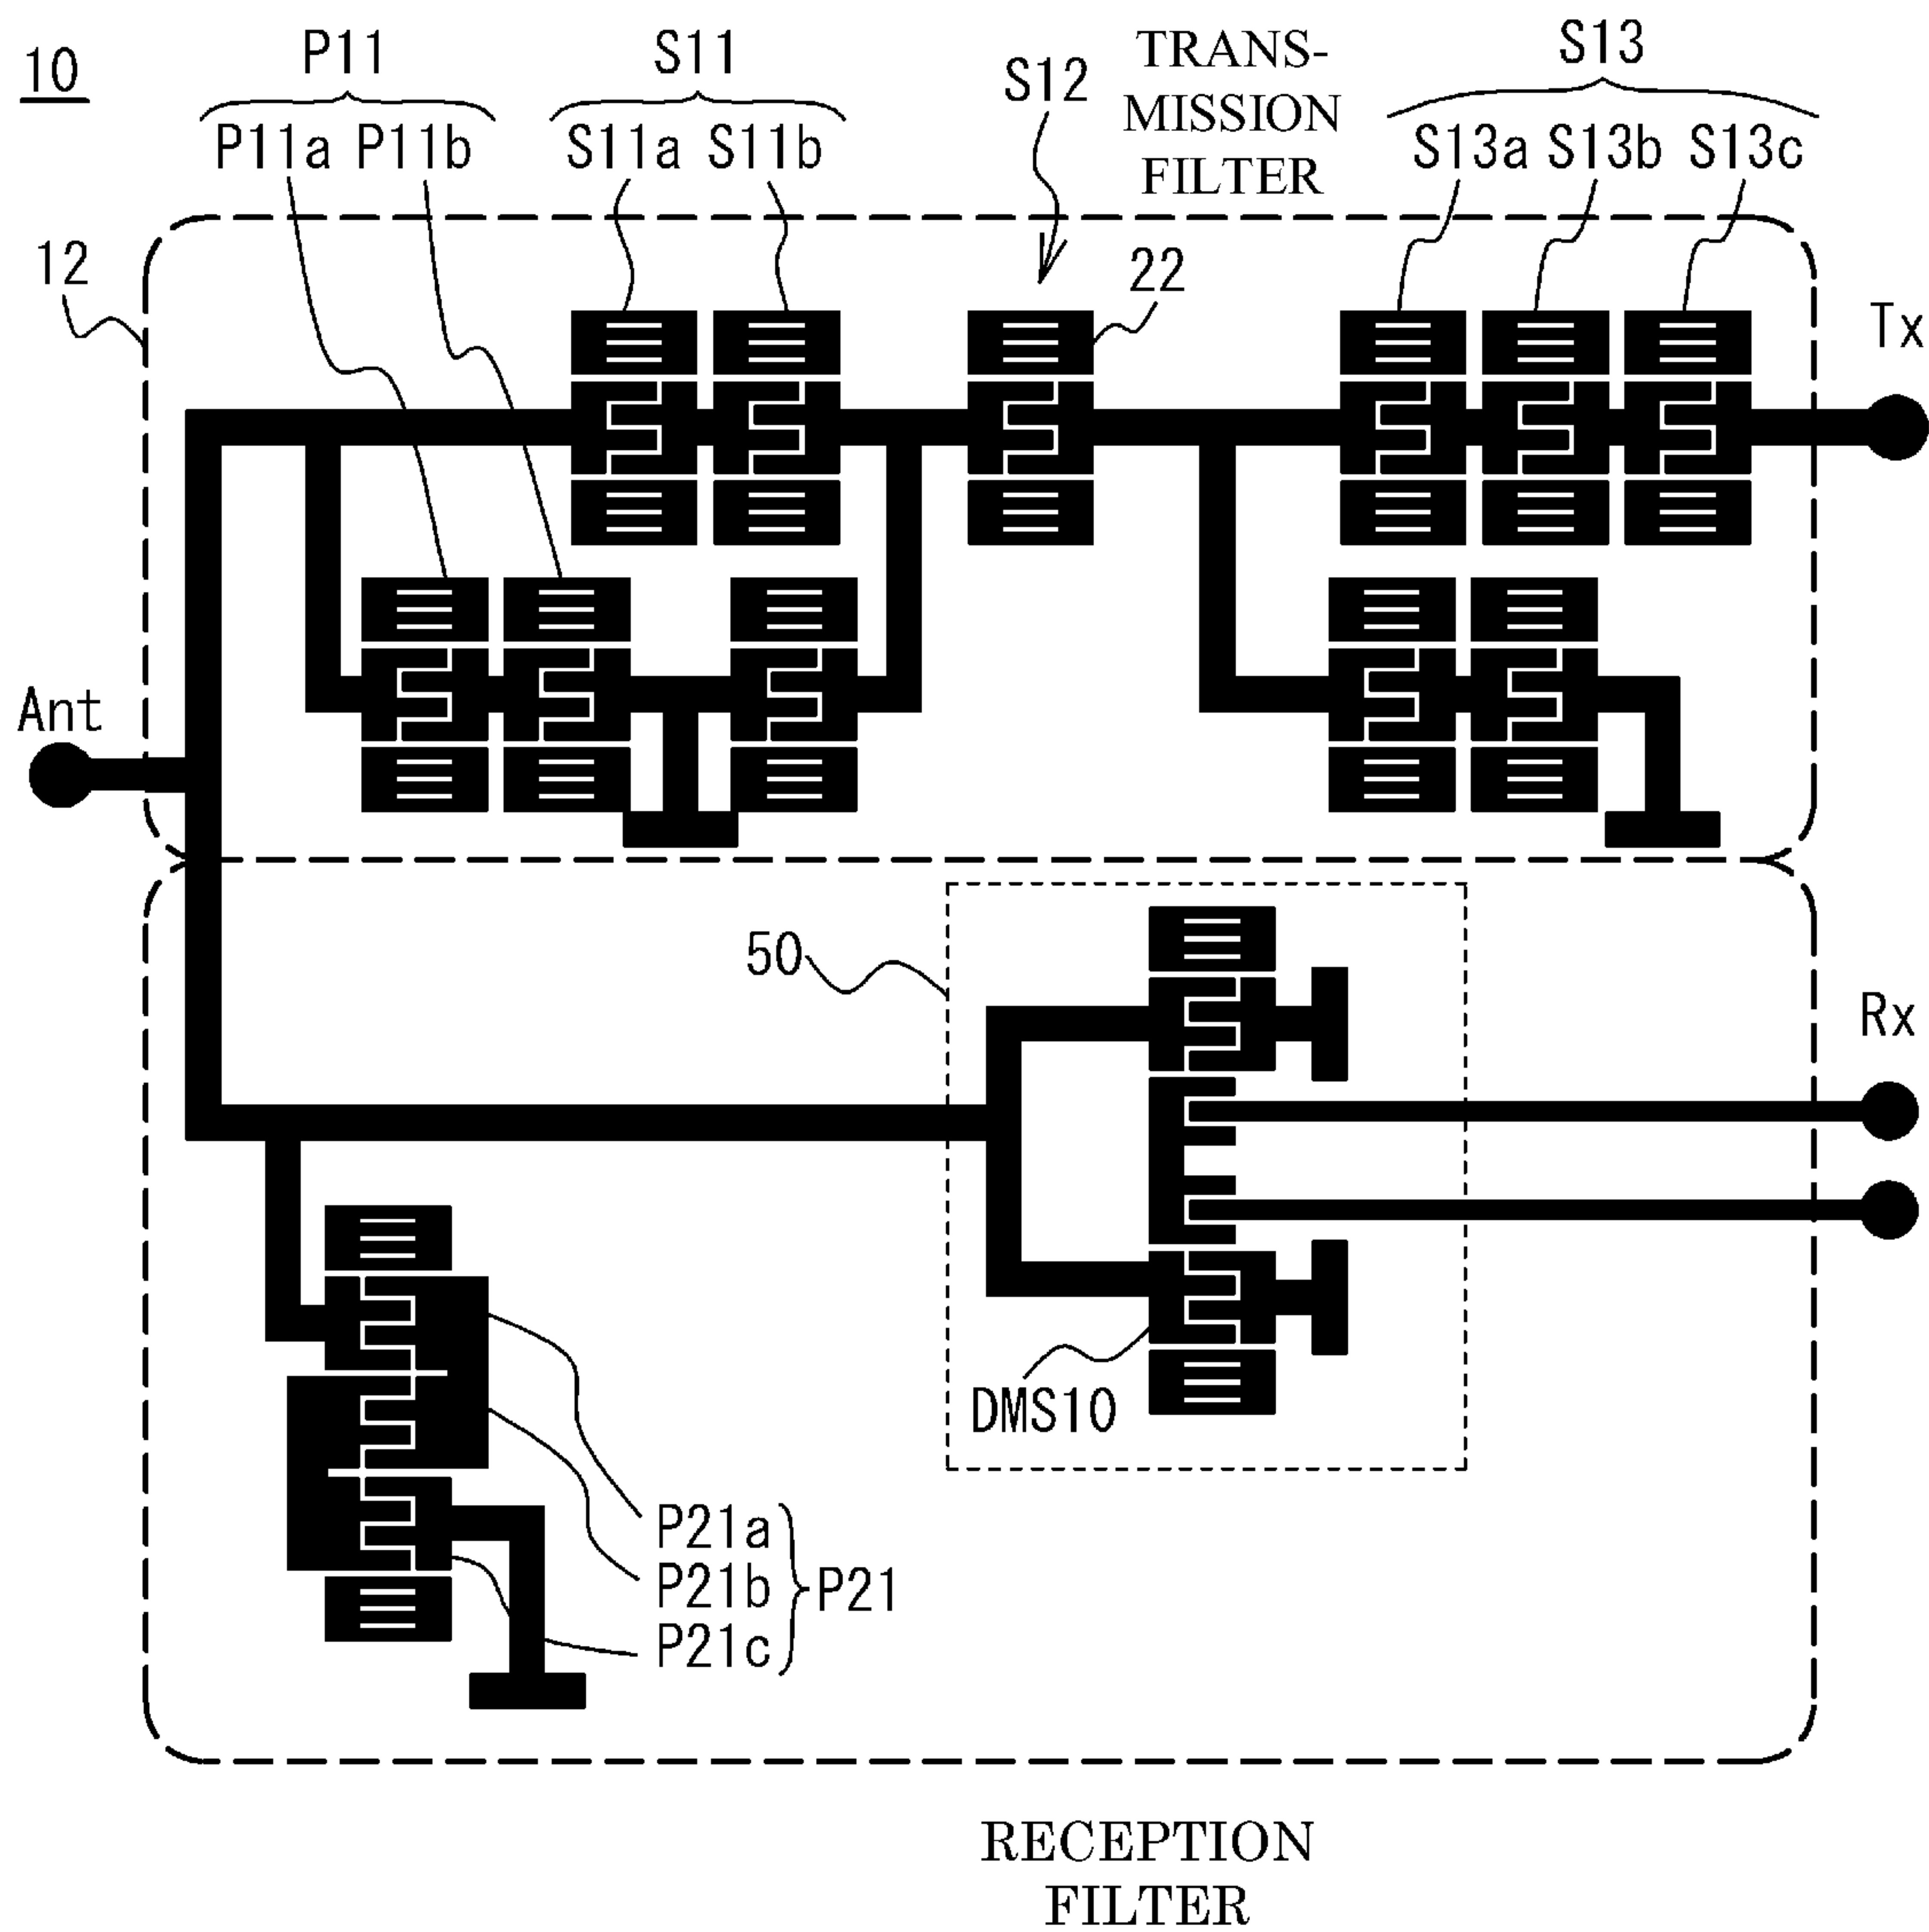 10
P11
S11
S12
TRANS-
MISSION
FILTER
S13
P11a P11b
S11a S11b
S13a S13b S13c
12
22
Tx
Ant
50
Rx
DMS10
P21a
P21b
P21c
P21
RECEPTION
FILTER